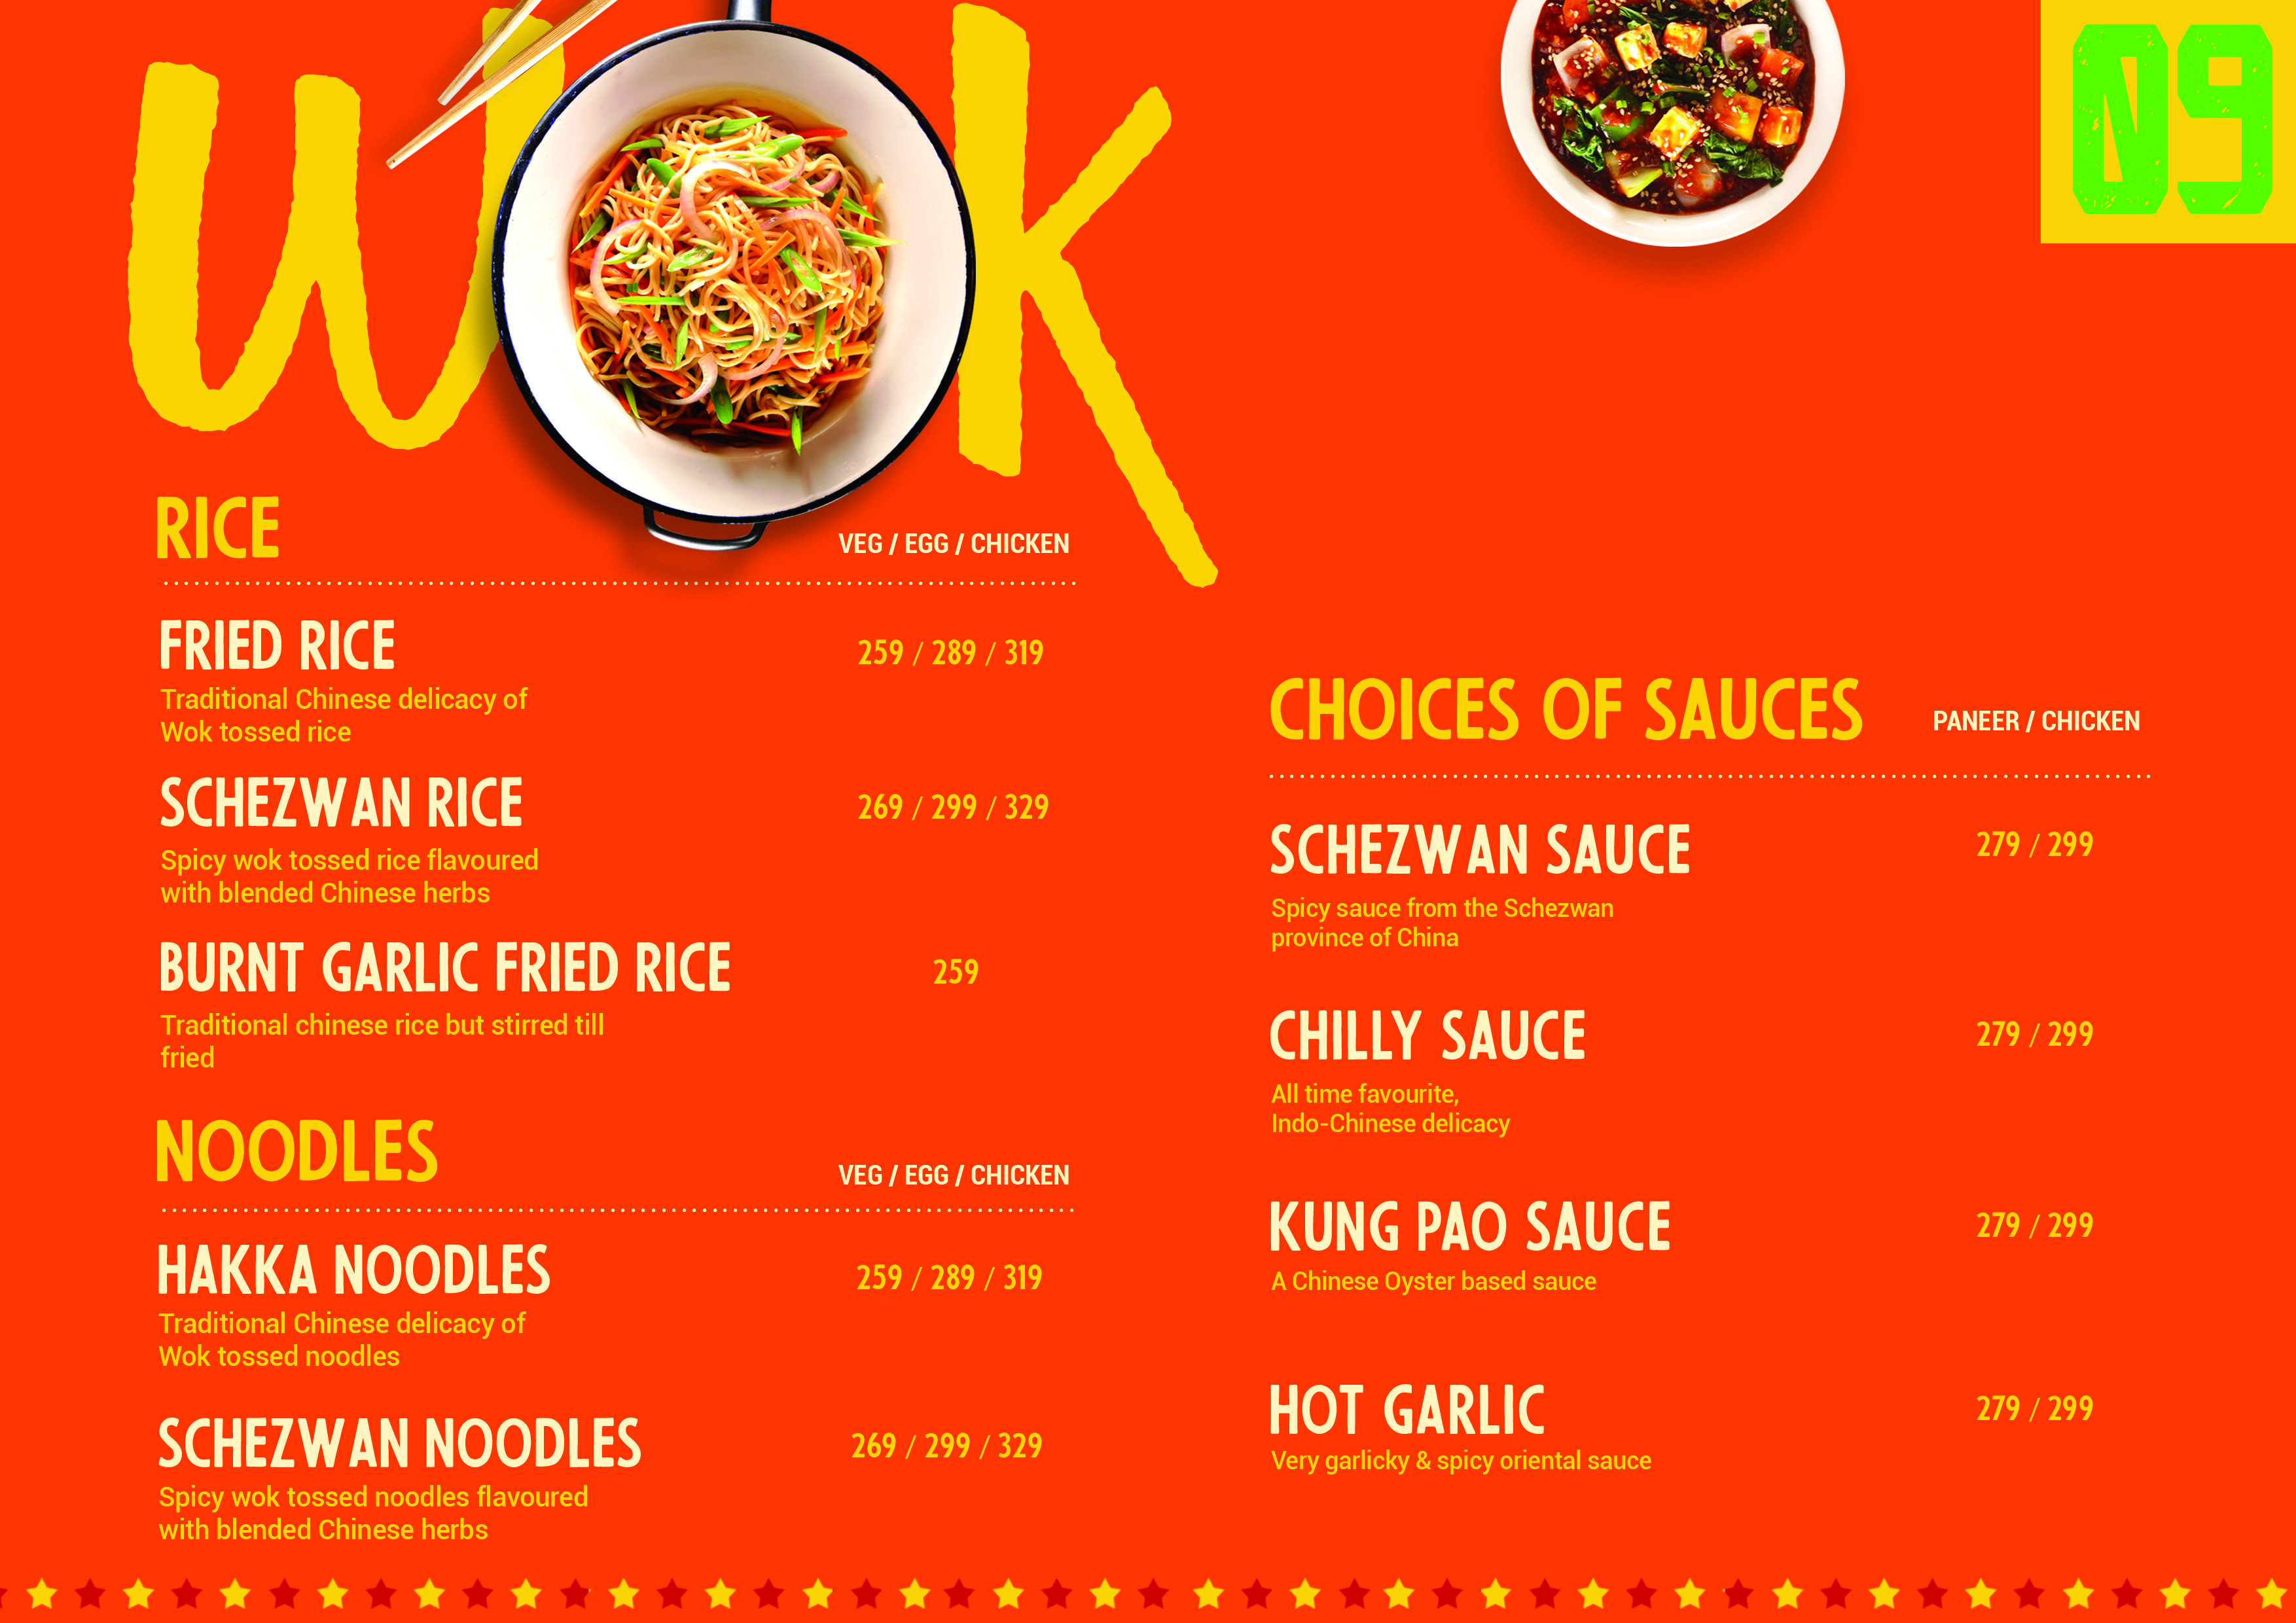 wok
09
RICE
VEG / EGG / CHICKEN
FRIED RICE
259 / 289 / 319
Traditional Chinese delicacy of
Wok tossed rice
SCHEZWAN RICE
269 / 299 / 329
Spicy wok tossed rice flavoured
with blended Chinese herbs
BURNT GARLIC FRIED RICE
259
Traditional chinese rice but stirred till
fried
NOODLES
VEG / EGG / CHICKEN
HAKKA NOODLES
259 / 289 / 319
Traditional Chinese delicacy of
Wok tossed noodles
SCHEZWAN NOODLES
269 / 299 / 329
Spicy wok tossed noodles flavoured
with blended Chinese herbs
CHOICES OF SAUCES
PANEER / CHICKEN
SCHEZWAN SAUCE
279 / 299
Spicy sauce from the Schezwan
province of China
CHILLY SAUCE
279 / 299
All time favourite,
Indo-Chinese delicacy
KUNG PAO SAUCE
279 / 299
A Chinese Oyster based sauce
HOT GARLIC
279 / 299
Very garlicky & spicy oriental sauce